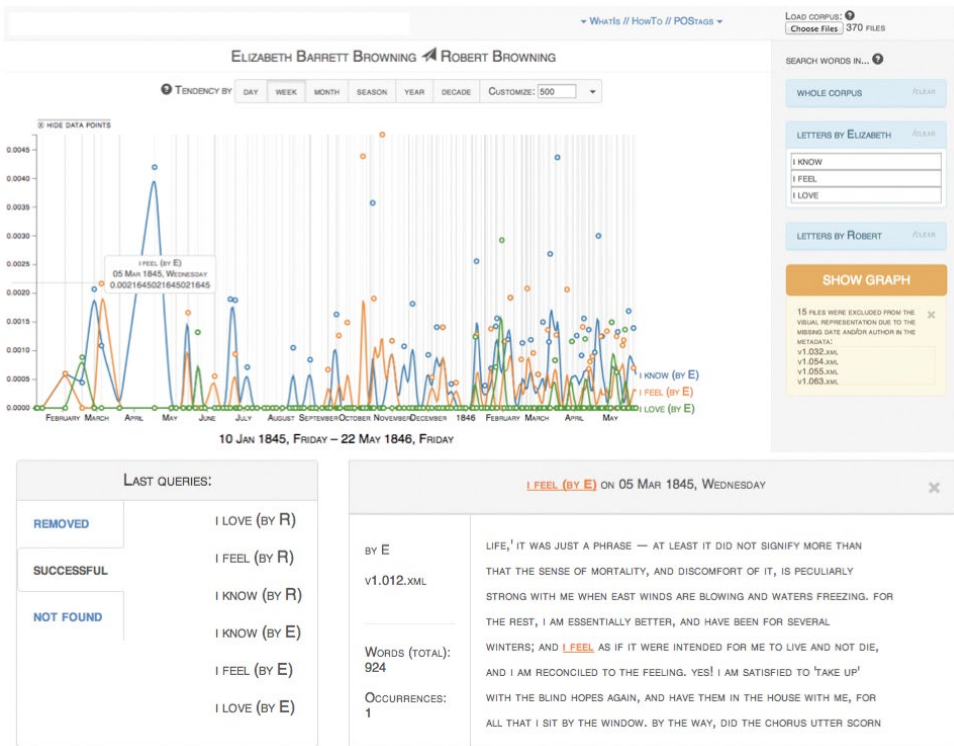 WhatIs // HowTo // POStags
Load corpus:
Choose Files 370 files
Elizabeth Barrett Browning Robert Browning
search words in...
Tendency by day week month season year decade Customize: 500
whole corpus /clear
hide data points
letters by Elizabeth /clear
I know
I feel
I love
letters by Robert /clear
SHOW GRAPH
15 files were excluded from the
visual representation due to the
missing date and/or author in the
metadata:
v1.032.xml
v1.054.xml
v1.055.xml
v1.063.xml
0.0045
0.0040
0.0035
0.0030
0.0025
0.0020
0.0015
0.0010
0.0005
0.0000
I feel (by E)
05 Mar 1845, Wednesday
0.0021645021645021645
I know (by E)
I feel (by E)
I love (by E)
February March April May June July August September October November December 1846 February March April May
10 Jan 1845, Friday – 22 May 1846, Friday
Last queries:
REMOVED
SUCCESSFUL
NOT FOUND
I love (by R)
I feel (by R)
I know (by R)
I know (by E)
I feel (by E)
I love (by E)
I feel (by E) on 05 Mar 1845, Wednesday
by E
v1.012.xml
Words (total):
924
Occurrences:
1
life,' it was just a phrase — at least it did not signify more than
that the sense of mortality, and discomfort of it, is peculiarly
strong with me when east winds are blowing and waters freezing. For
the rest, I am essentially better, and have been for several
winters; and I feel as if it were intended for me to live and not die,
and I am reconciled to the feeling. Yes! I am satisfied to 'take up'
with the blind hopes again, and have them in the house with me, for
all that I sit by the window. By the way, did the chorus utter scorn